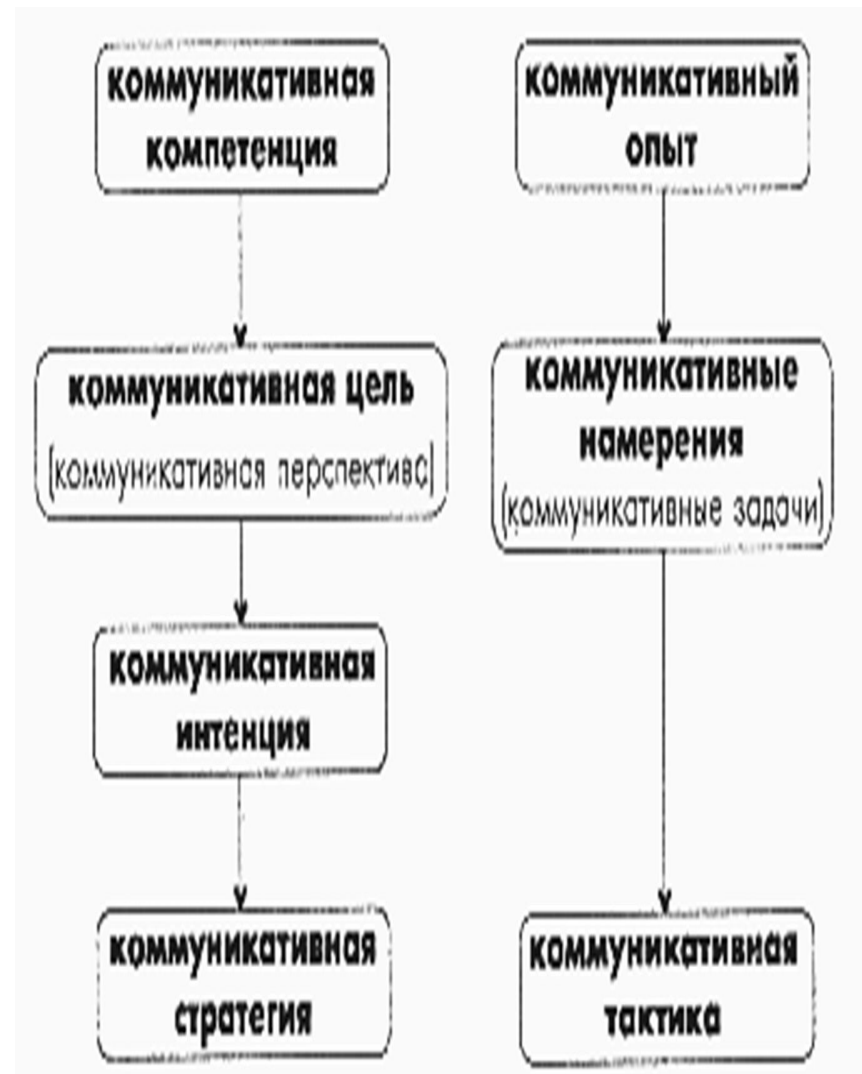 коммуникативная
компетенция
коммуникативная цель
(коммуникативная перспектива)
коммуникативная
интенция
коммуникативная
стратегия
коммуникативный
опыт
коммуникативные
намерения
(коммуникативные задачи)
коммуникативная
тактика